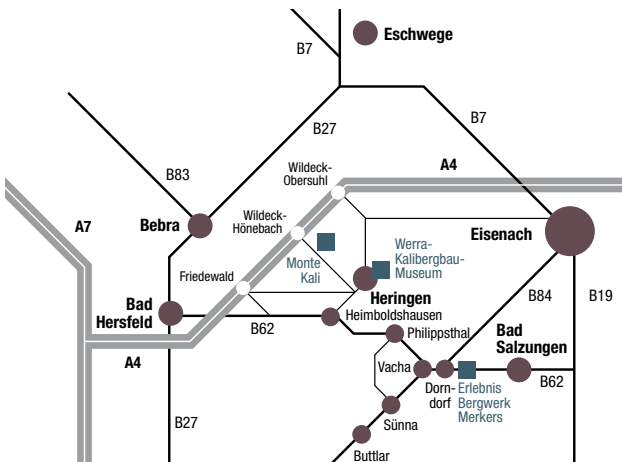 Eschwege
B7
B7
B27
B83
Wildeck-
Obersuhl
A4
A7
Bebra
Wildeck-
Hönebach
Monte
Kali
Werra-
Kalibergbau-
Museum
Eisenach
Friedewald
Heringen
B84
B19
Bad
Hersfeld
B62
Heimboldshausen
Philippsthal
Bad
Salzungen
A4
Vacha
Dorn-
dorf
Erlebnis
Bergwerk
Merkers
B62
B27
Sünna
Buttlar